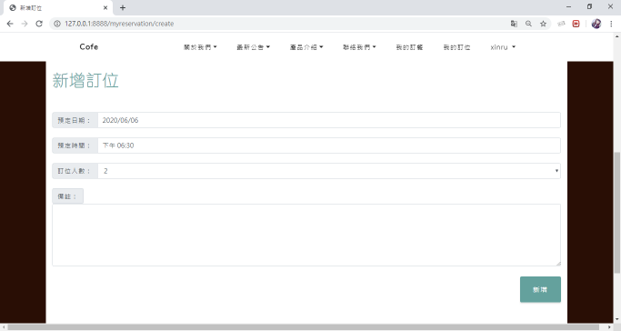 新增訂位
127.0.0.1:8888/myreservation/create
Cofe 關於我們 最新公告 產品介紹 聯絡我們 我的訂餐 我的訂位 xinru
新增訂位
預定日期： 2020/06/06
預定時間： 下午 06:30
訂位人數： 2
備註：
新增